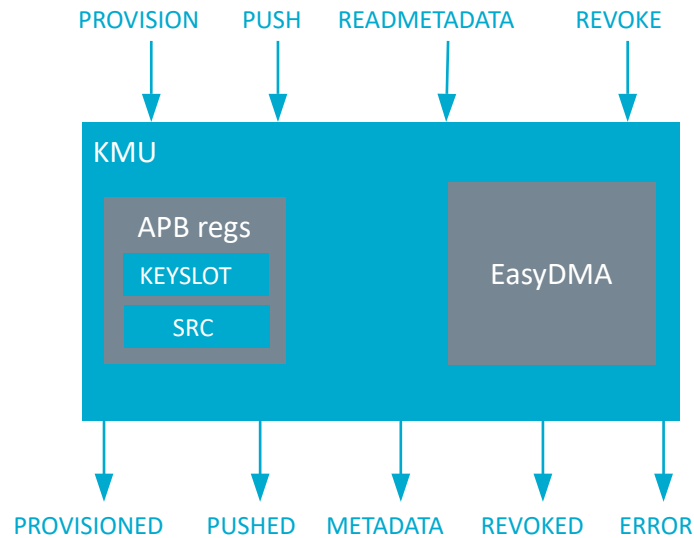 PROVISION PUSH READMETADATA REVOKE
KMU
APB regs
KEYSLOT
SRC
EasyDMA
PROVISIONED PUSHED METADATA REVOKED ERROR